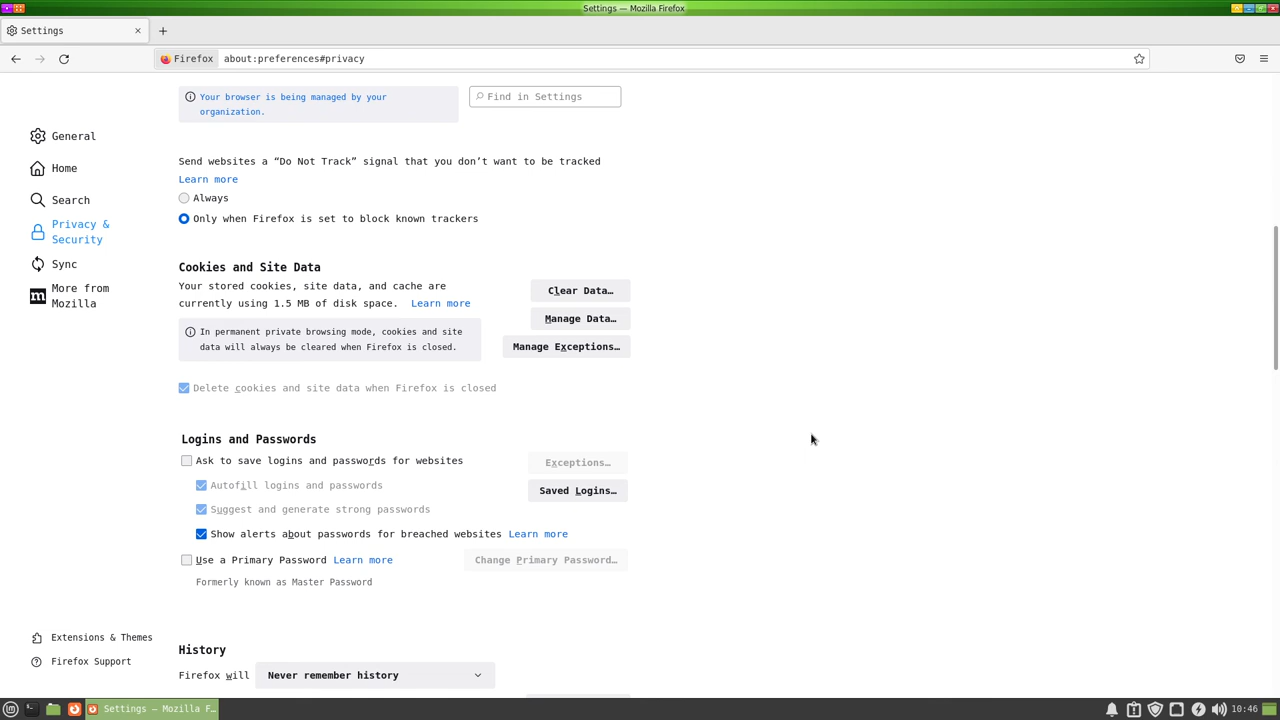 Settings — Mozilla Firefox
Settings
Firefox
about:preferences#privacy
Your browser is being managed by your
organization.
Find in Settings
General
Home
Search
Privacy &
Security
Sync
More from
Mozilla
Extensions & Themes
Firefox Support
Send websites a “Do Not Track” signal that you don’t want to be tracked
Learn more
Always
Only when Firefox is set to block known trackers
Cookies and Site Data
Your stored cookies, site data, and cache are
currently using 1.5 MB of disk space. Learn more
In permanent private browsing mode, cookies and site
data will always be cleared when Firefox is closed.
Clear Data…
Manage Data…
Manage Exceptions…
Delete cookies and site data when Firefox is closed
Logins and Passwords
Ask to save logins and passwords for websites
Exceptions…
Autofill logins and passwords
Saved Logins…
Suggest and generate strong passwords
Show alerts about passwords for breached websites Learn more
Use a Primary Password Learn more
Change Primary Password…
Formerly known as Master Password
History
Firefox will
Never remember history
Settings — Mozilla F…
10:46